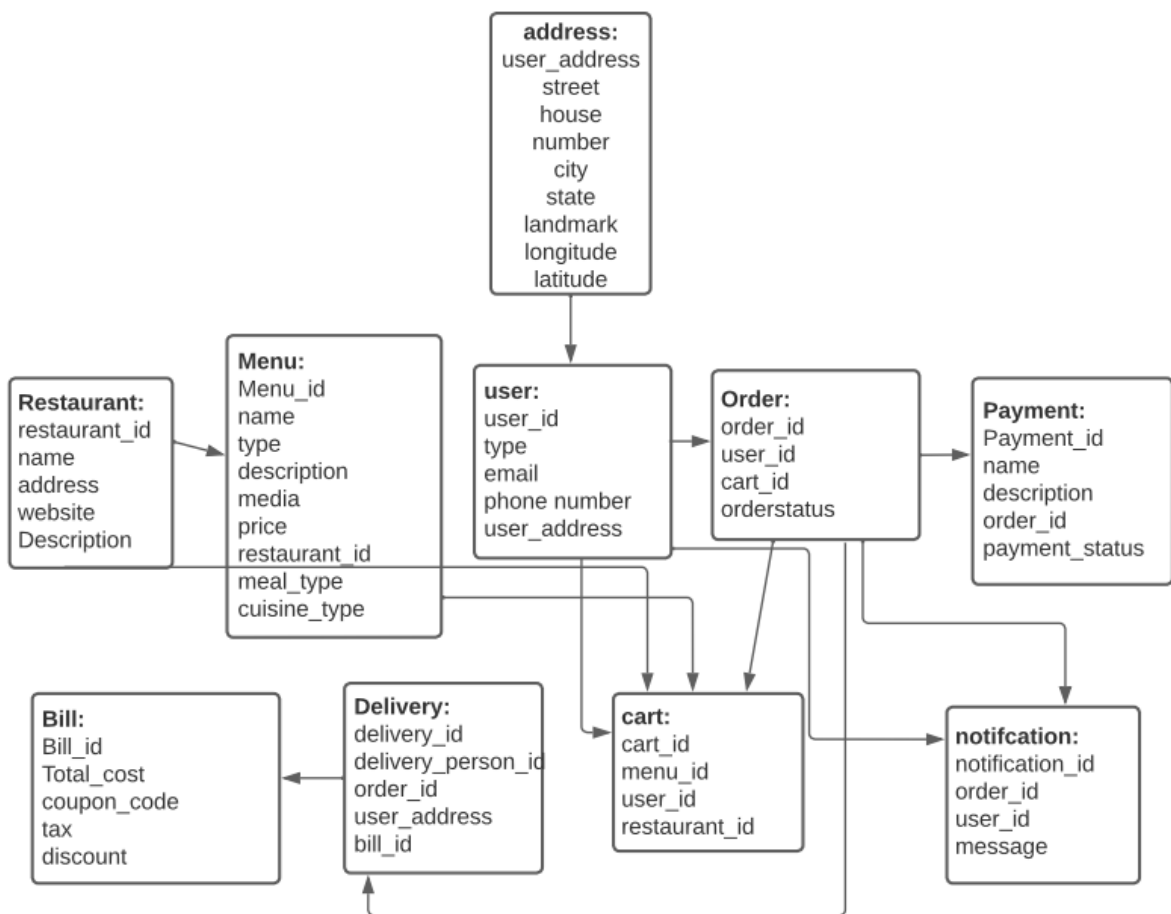 address:
user_address
street
house
number
city
state
landmark
longitude
latitude
Restaurant:
restaurant_id
name
address
website
Description
Menu:
Menu_id
name
type
description
media
price
restaurant_id
meal_type
cuisine_type
user:
user_id
type
email
phone number
user_address
Order:
order_id
user_id
cart_id
orderstatus
Payment:
Payment_id
name
description
order_id
payment_status
Bill:
Bill_id
Total_cost
coupon_code
tax
discount
Delivery:
delivery_id
delivery_person_id
order_id
user_address
bill_id
cart:
cart_id
menu_id
user_id
restaurant_id
notifcation:
notification_id
order_id
user_id
message